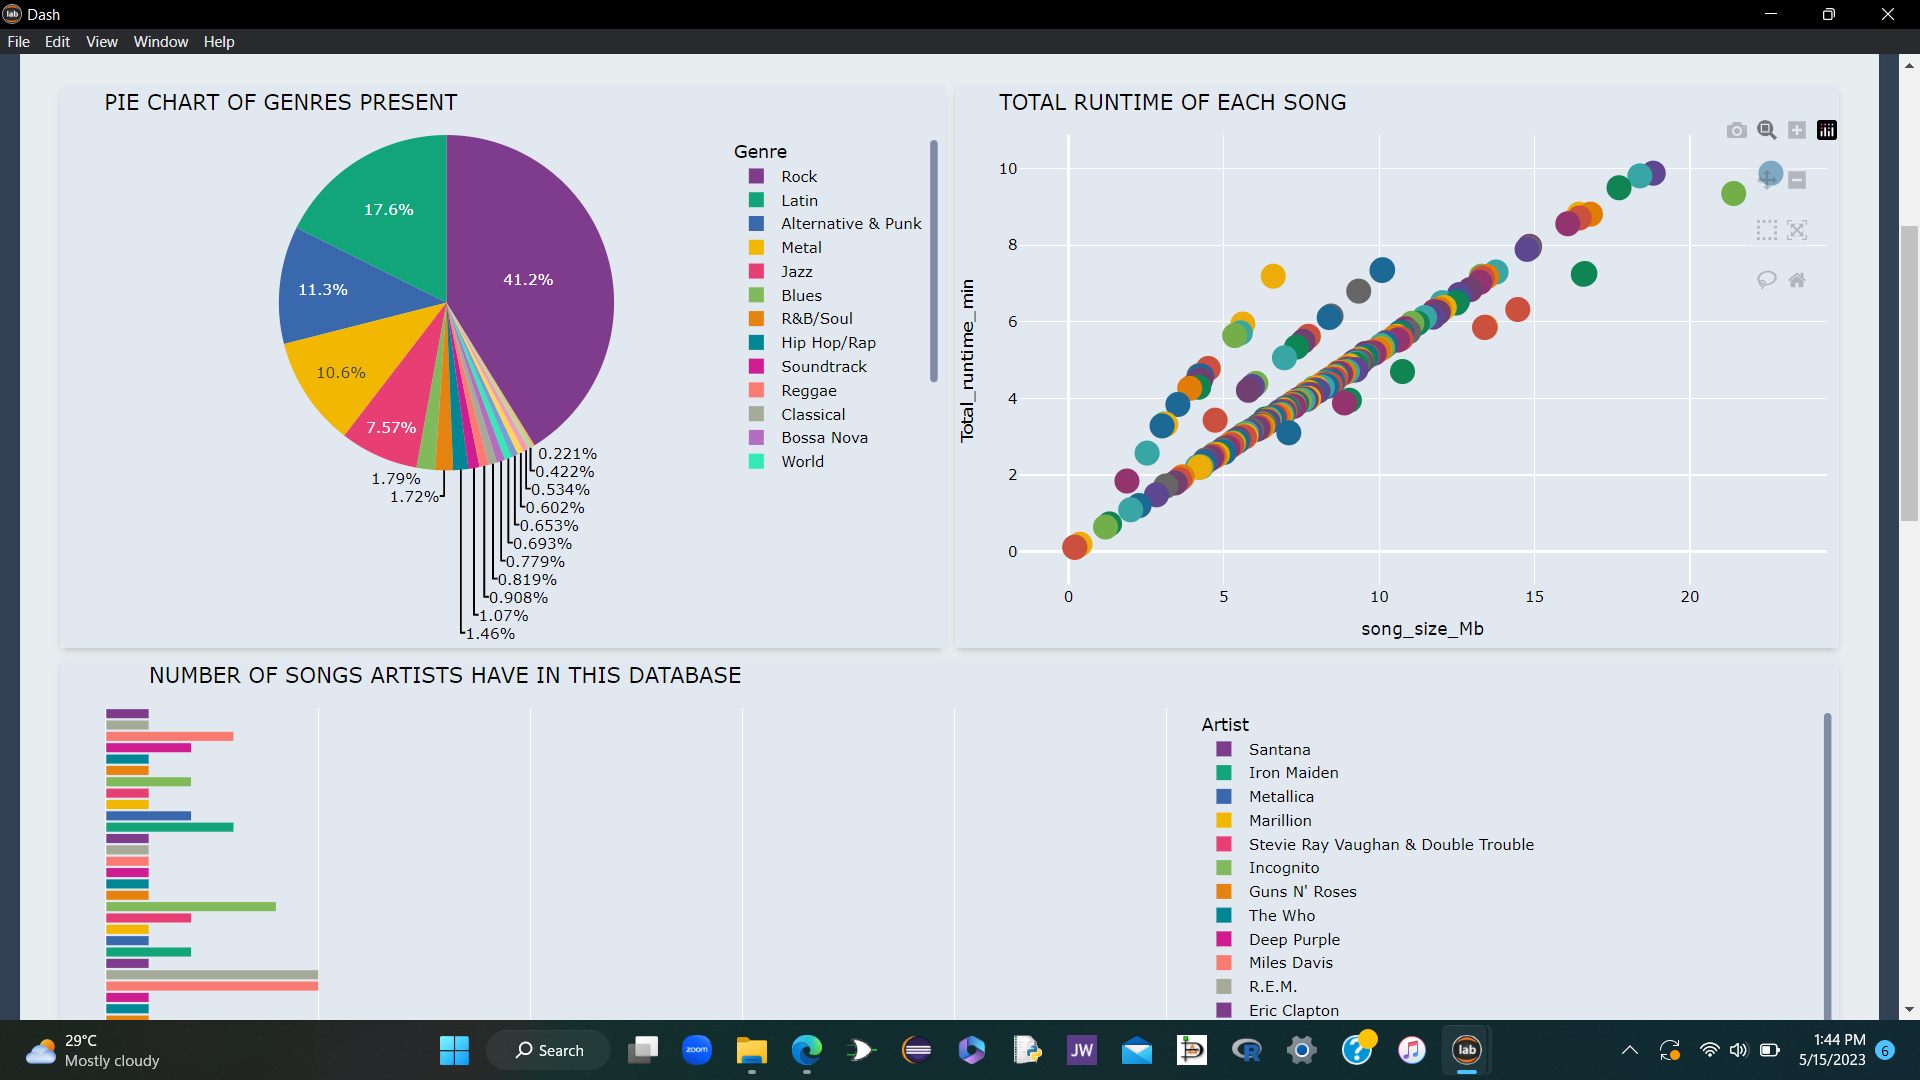 Dash
File Edit View Window Help
PIE CHART OF GENRES PRESENT
41.2%
17.6%
11.3%
10.6%
7.57%
1.79%
1.72%
0.221%
0.422%
0.534%
0.602%
0.653%
0.693%
0.779%
0.819%
0.908%
1.07%
1.46%
Genre
Rock
Latin
Alternative & Punk
Metal
Jazz
Blues
R&B/Soul
Hip Hop/Rap
Soundtrack
Reggae
Classical
Bossa Nova
World
TOTAL RUNTIME OF EACH SONG
Total_runtime_min
10
8
6
4
2
0
0 5 10 15 20
song_size_Mb
NUMBER OF SONGS ARTISTS HAVE IN THIS DATABASE
Artist
Santana
Iron Maiden
Metallica
Marillion
Stevie Ray Vaughan & Double Trouble
Incognito
Guns N' Roses
The Who
Deep Purple
Miles Davis
R.E.M.
Eric Clapton
29°C
Mostly cloudy
Search
zoom
JW
lab
1:44 PM
5/15/2023
6